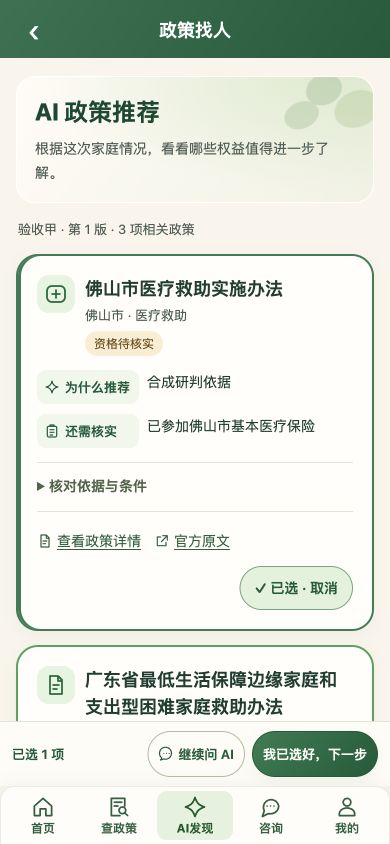 政策找人
AI 政策推荐
根据这次家庭情况，看看哪些权益值得进一步了
解。
验收甲 · 第 1 版 · 3 项相关政策
佛山市医疗救助实施办法
佛山市 · 医疗救助
资格待核实
为什么推荐 合成研判依据
还需核实 已参加佛山市基本医疗保险
核对依据与条件
查看政策详情 官方原文
已选 · 取消
广东省最低生活保障边缘家庭和
支出型困难家庭救助办法
已选 1 项 继续问 AI 我已选好，下一步
首页 查政策 AI发现 咨询 我的